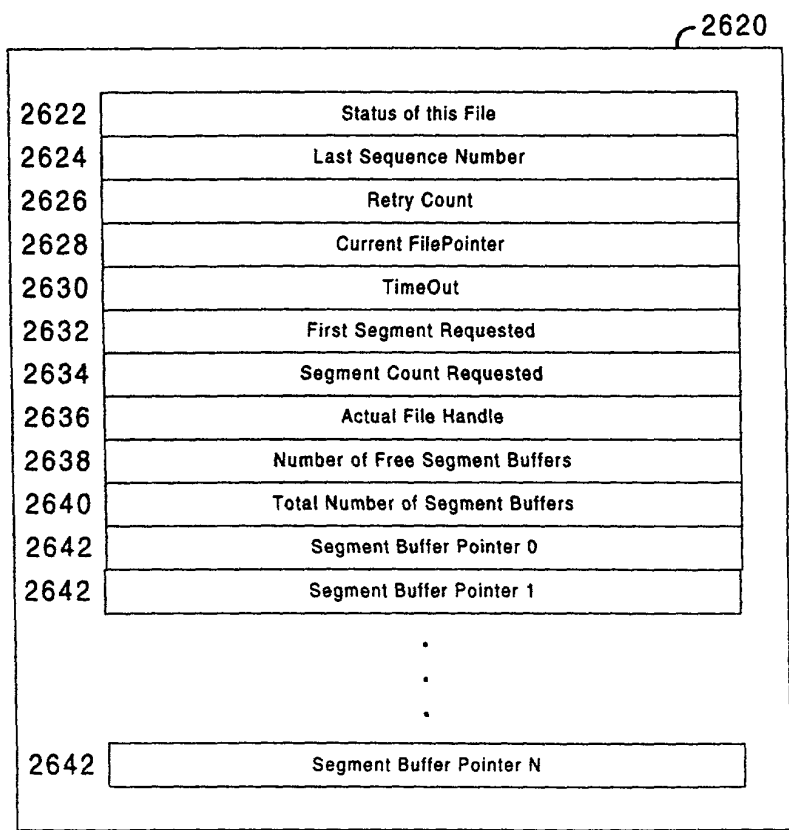 2620
2622 Status of this File
2624 Last Sequence Number
2626 Retry Count
2628 Current FilePointer
2630 TimeOut
2632 First Segment Requested
2634 Segment Count Requested
2636 Actual File Handle
2638 Number of Free Segment Buffers
2640 Total Number of Segment Buffers
2642 Segment Buffer Pointer 0
2642 Segment Buffer Pointer 1
2642 Segment Buffer Pointer N